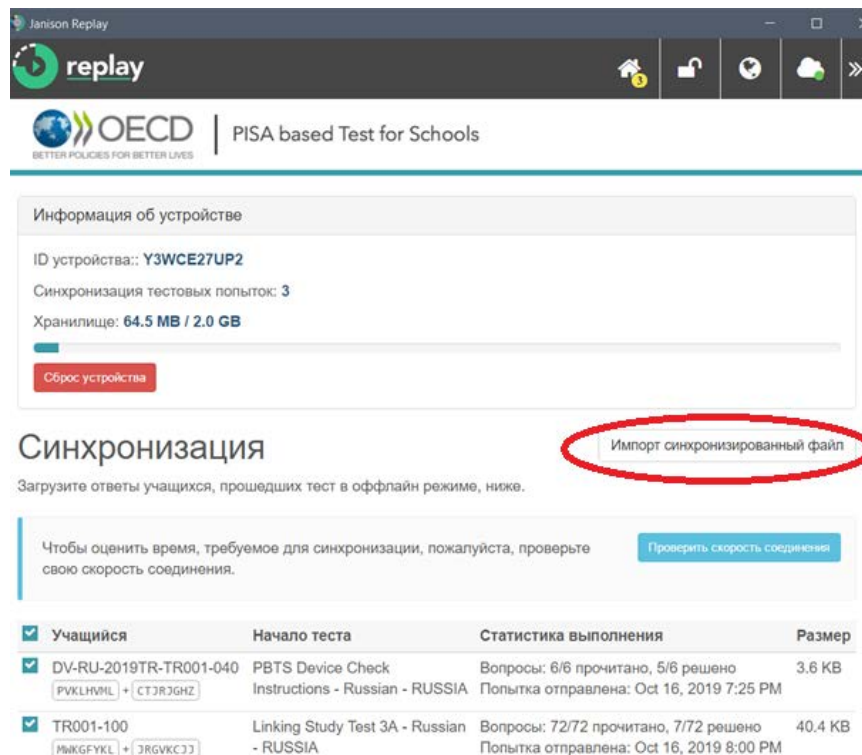 Janison Replay
replay
3
OECD
BETTER POLICIES FOR BETTER LIVES
PISA based Test for Schools
Информация об устройстве
ID устройства:: Y3WCE27UP2
Синхронизация тестовых попыток: 3
Хранилище: 64.5 MB / 2.0 GB
Сброс устройства
Синхронизация
Импорт синхронизированный файл
Загрузите ответы учащихся, прошедших тест в оффлайн режиме, ниже.
Чтобы оценить время, требуемое для синхронизации, пожалуйста, проверьте
свою скорость соединения.
Проверить скорость соединения
Учащийся Начало теста Статистика выполнения Размер
DV-RU-2019TR-TR001-040 PBTS Device Check Вопросы: 6/6 прочитано, 5/6 решено 3.6 KB
PVKLHVML + CTJRJGHZ Instructions - Russian - RUSSIA Попытка отправлена: Oct 16, 2019 7:25 PM
TR001-100 Linking Study Test 3A - Russian Вопросы: 72/72 прочитано, 7/72 решено 40.4 KB
MWKGFYKL + JRGVKCJJ - RUSSIA Попытка отправлена: Oct 16, 2019 8:00 PM